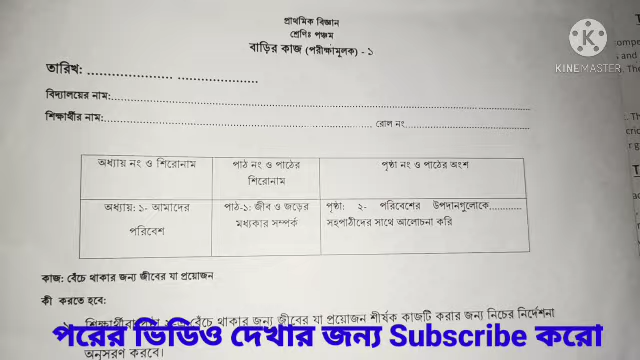 প্রাথমিক বিজ্ঞান
শ্রেণিঃ পঞ্চম
বাড়ির কাজ (পরীক্ষামূলক) - ১
তারিখ: ..................... ....................
বিদ্যালয়ের নাম:......................................................
শিক্ষার্থীর নাম:...................................................... রোল নং......................
অধ্যায় নং ও শিরোনাম
পাঠ নং ও পাঠের শিরোনাম
পৃষ্ঠা নং ও পাঠের অংশ
অধ্যায়: ১- আমাদের পরিবেশ
পাঠ-১: জীব ও জড়ের মধ্যকার সম্পর্ক
পৃষ্ঠা: ২- পরিবেশের উপদানগুলোকে............ সহপাঠীদের সাথে আলোচনা করি
কাজ: বেঁচে থাকার জন্য জীবের যা প্রয়োজন
কী করতে হবে:
শিক্ষার্থীরা বেঁচে থাকার জন্য জীবের যা প্রয়োজন শীর্ষক কাজটি করার জন্য নিচের নির্দেশনা
অনুসরণ করবে।
পরের ভিডিও দেখার জন্য Subscribe করো
KINEMASTER